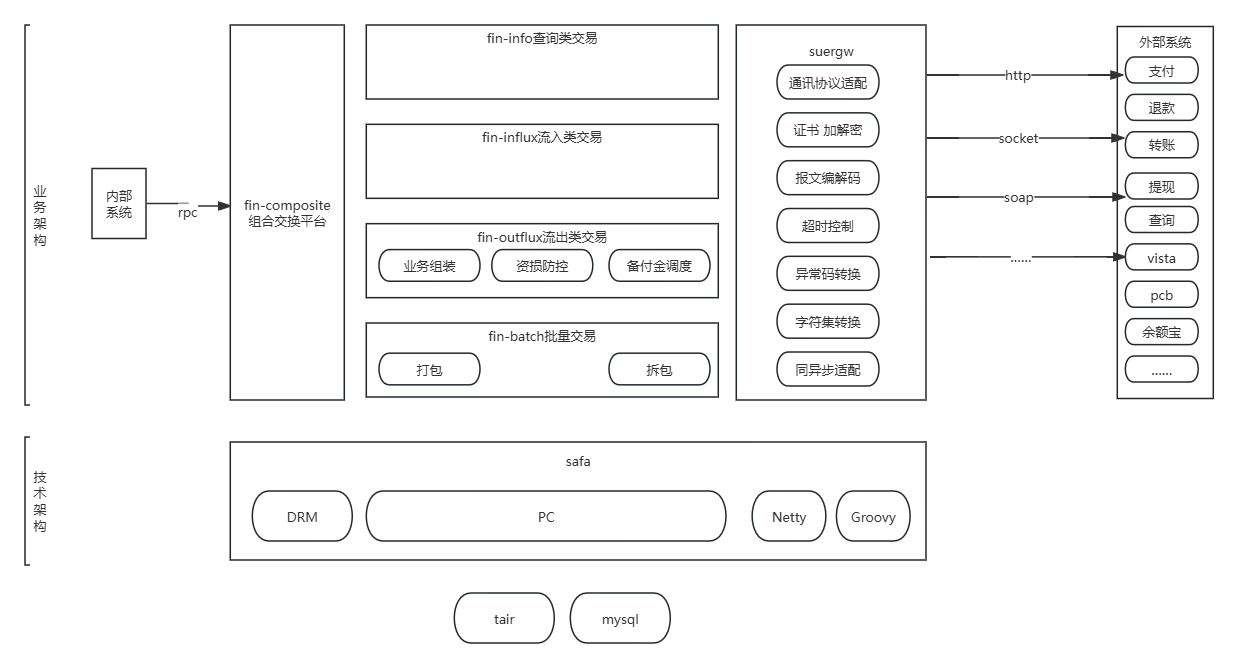 业务架构
内部
系统
rpc
fin-composite
组合交换平台
fin-info查询类交易
fin-influx流入类交易
fin-outflux流出类交易
业务组装
资损防控
备付金调度
fin-batch批量交易
打包
拆包
suergw
通讯协议适配
证书 加解密
报文编解码
超时控制
异常码转换
字符集转换
同异步适配
http
socket
soap
......
外部系统
支付
退款
转账
提现
查询
vista
pcb
余额宝
......
技术架构
safa
DRM
PC
Netty
Groovy
tair
mysql